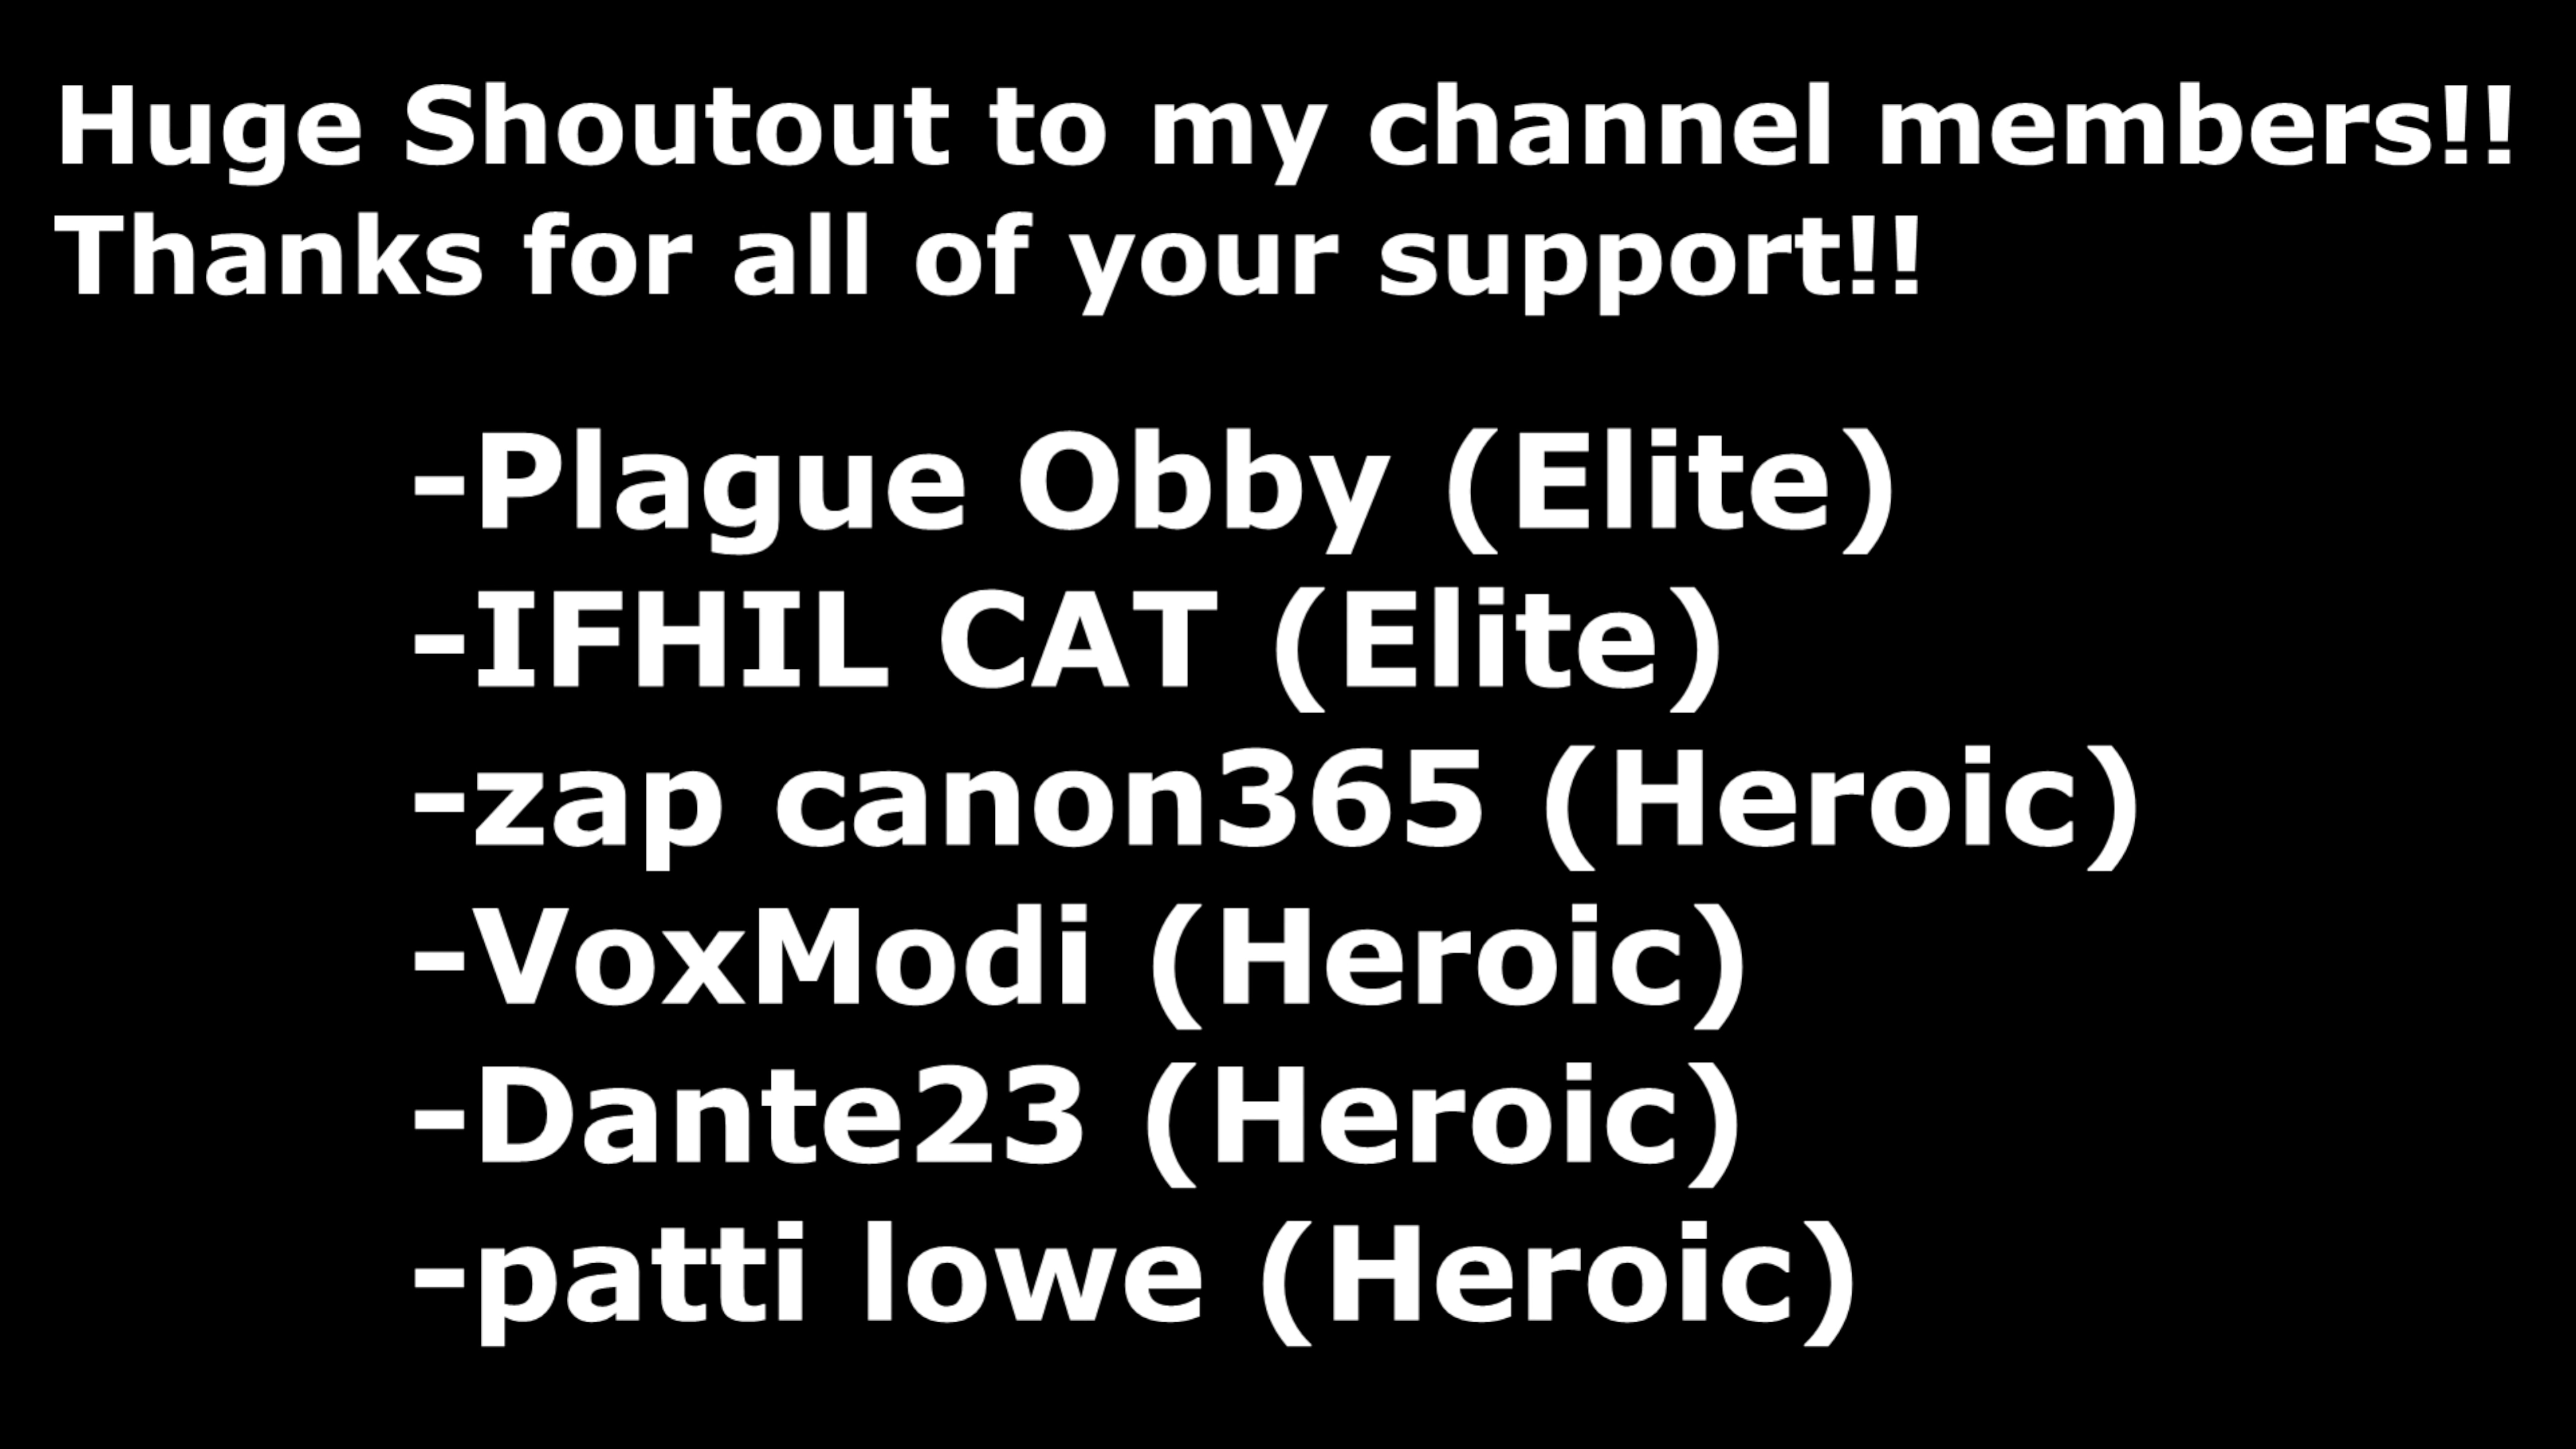 Huge Shoutout to my channel members!!
Thanks for all of your support!!
-Plague Obby (Elite)
-IFHIL CAT (Elite)
-zap canon365 (Heroic)
-VoxModi (Heroic)
-Dante23 (Heroic)
-patti lowe (Heroic)